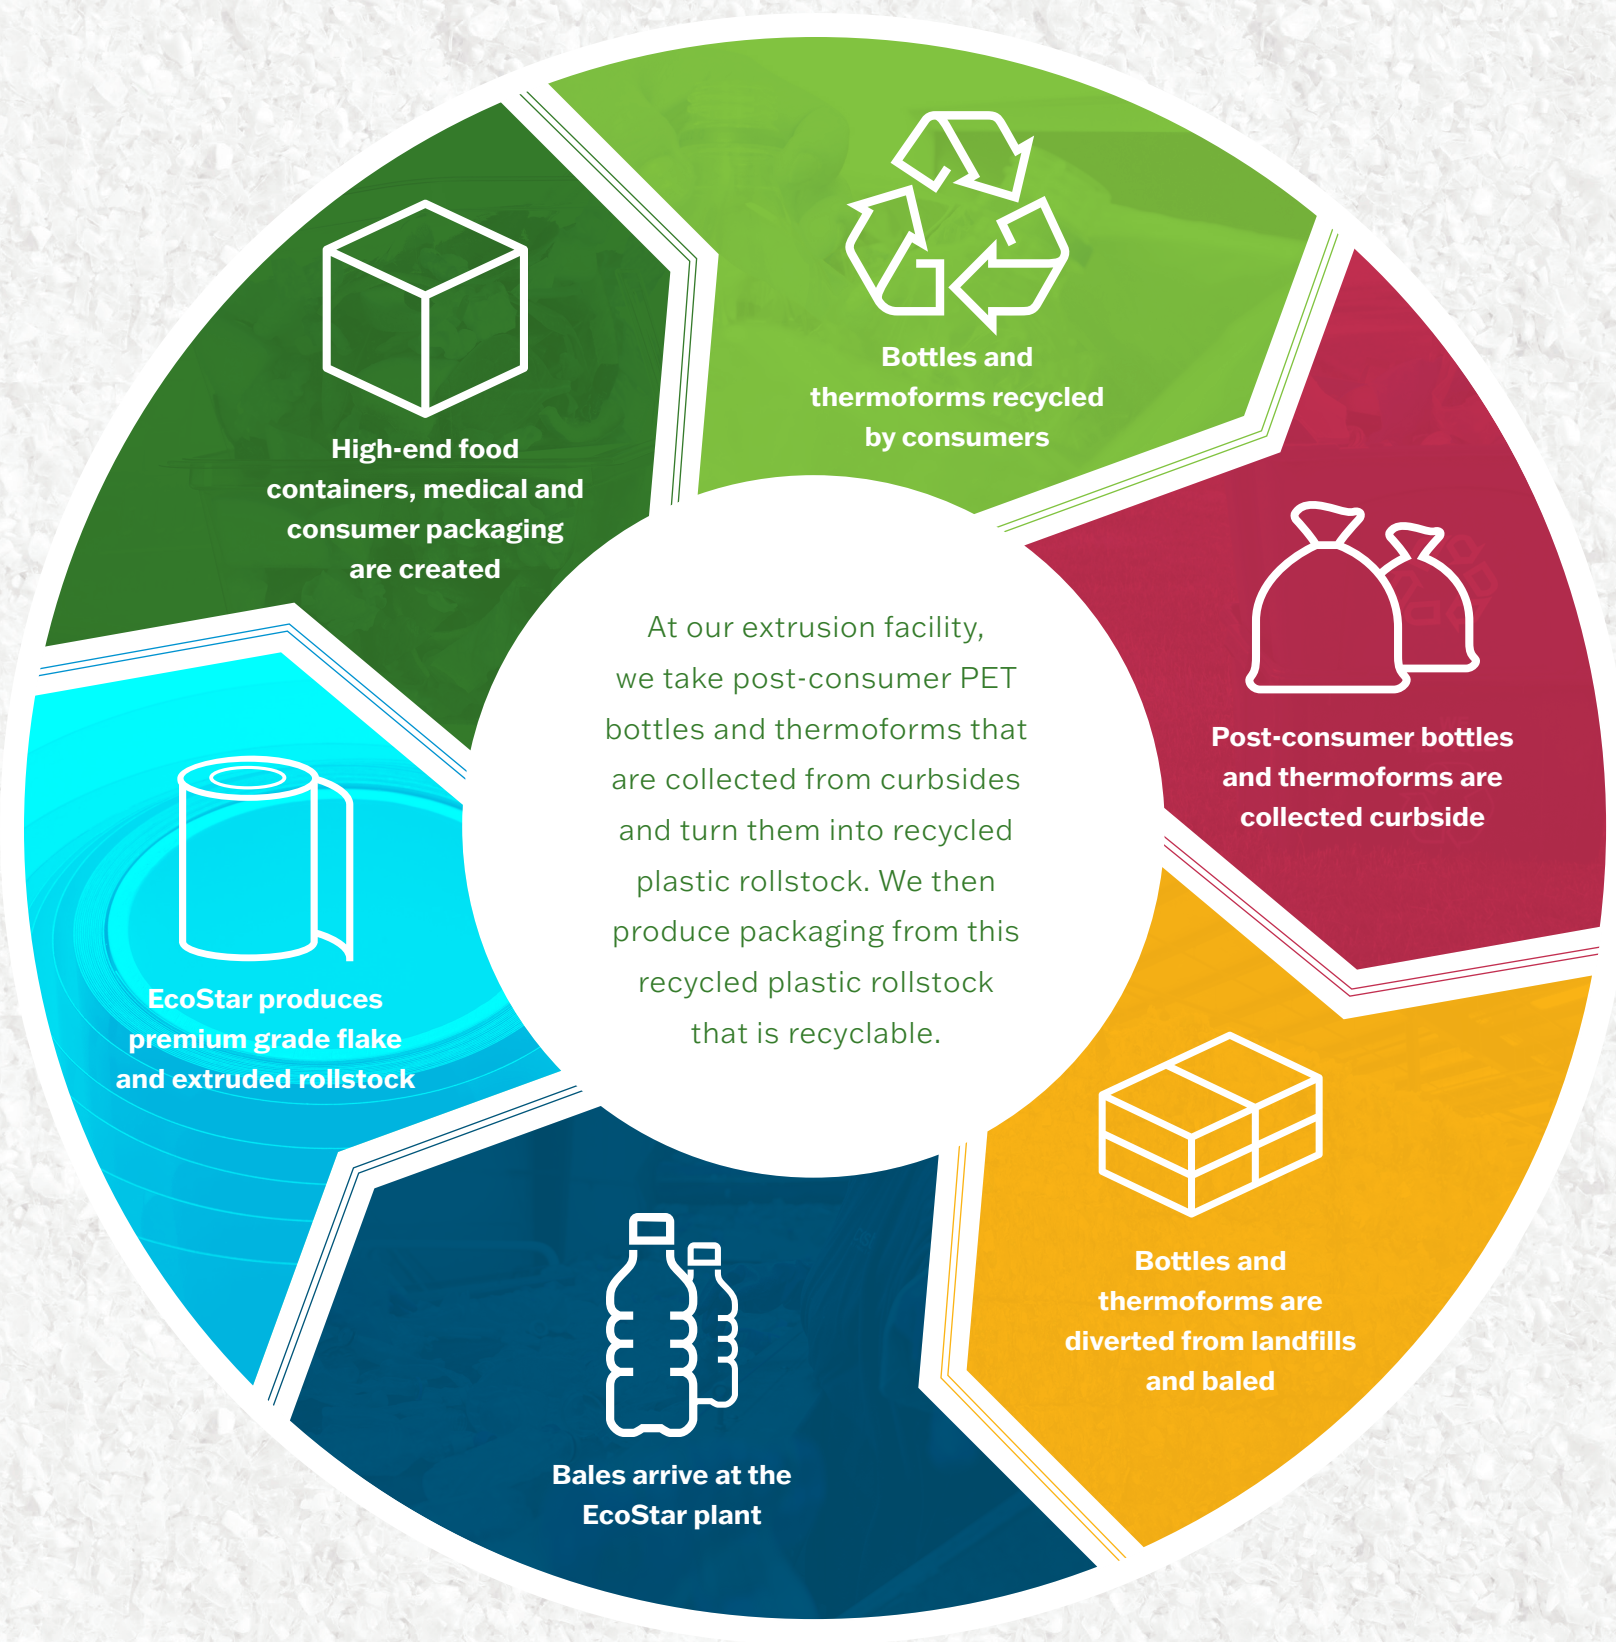 Bottles and
thermoforms recycled
by consumers
Post-consumer bottles
and thermoforms are
collected curbside
Bottles and
thermoforms are
diverted from landfills
and baled
Bales arrive at the
EcoStar plant
EcoStar produces
premium grade flake
and extruded rollstock
High-end food
containers, medical and
consumer packaging
are created
At our extrusion facility,
we take post-consumer PET
bottles and thermoforms that
are collected from curbsides
and turn them into recycled
plastic rollstock. We then
produce packaging from this
recycled plastic rollstock
that is recyclable.